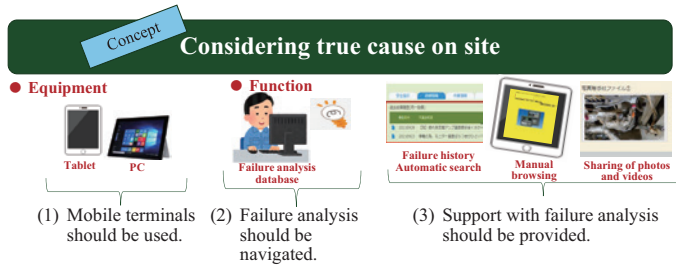 Concept
Considering true cause on site
● Equipment
● Function
Tablet
PC
Failure analysis
database
Failure history
Automatic search
Manual
browsing
Sharing of photos
and videos
(1) Mobile terminals
should be used.
(2) Failure analysis
should be
navigated.
(3) Support with failure analysis
should be provided.